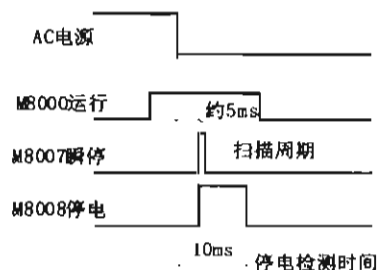 AC电源
M8000运行
约5ms
M8007瞬停
扫描周期
M8008停电
10ms
停电检测时间